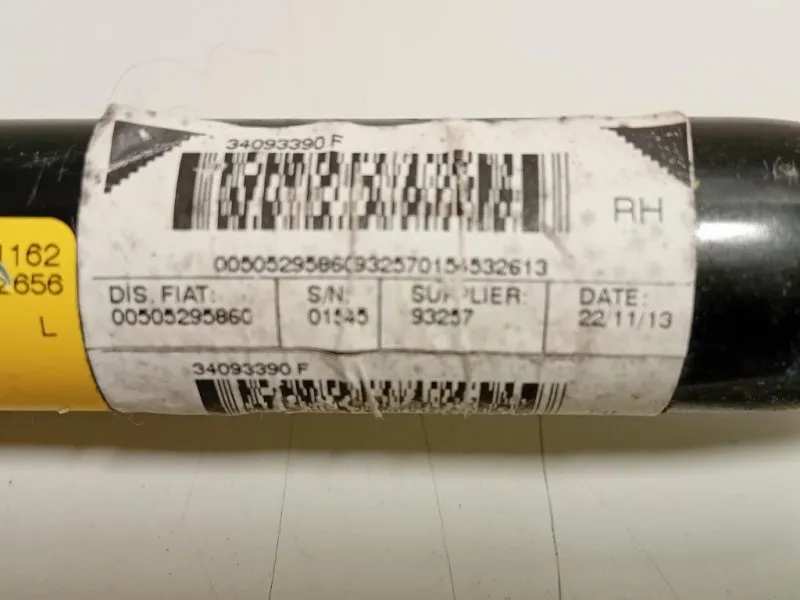 34093390 F
RH
00505295860932570154532613
DIS. FIAT: S/N: SUPPLIER: DATE:
00505295860 01545 93257 22/11/13
34093390 F
1162
2656
L